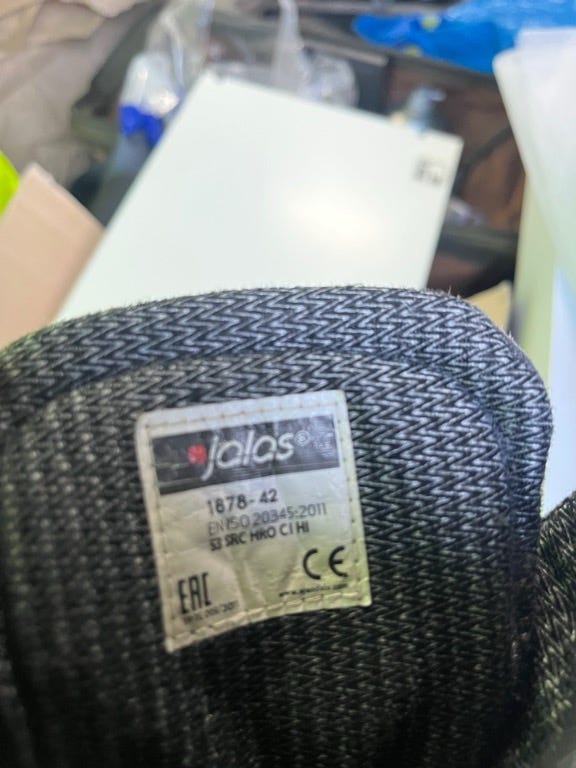 jalas®
1878-42
EN ISO 20345:2011
S3 SRC HRO CI HI
CE
EAC